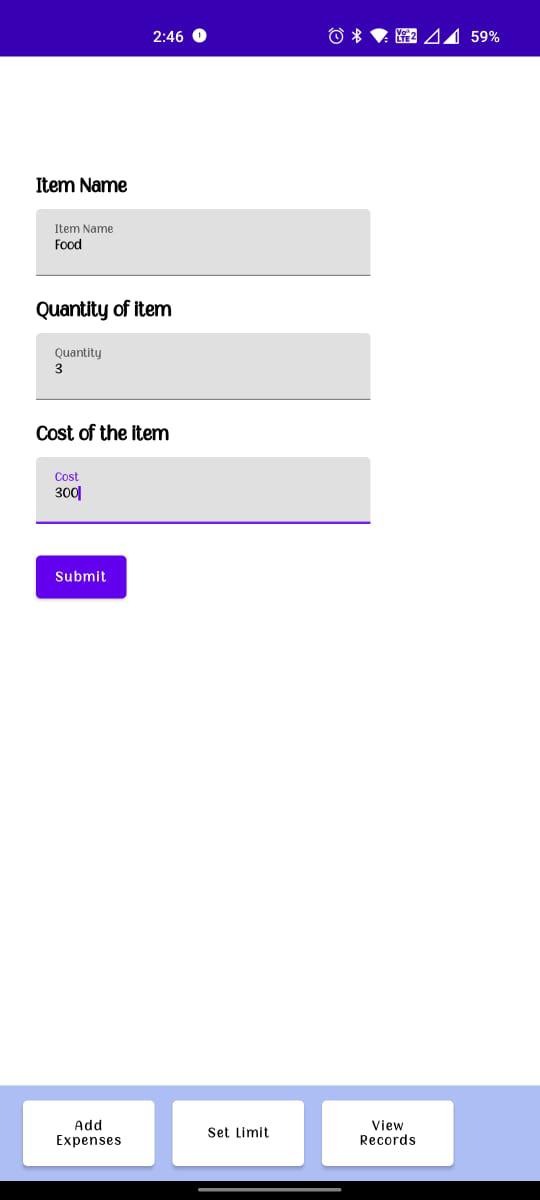 2:46
59%
Item Name
Item Name
Food
Quantity of item
Quantity
3
Cost of the item
Cost
300
Submit
Add
Expenses
Set Limit
View
Records